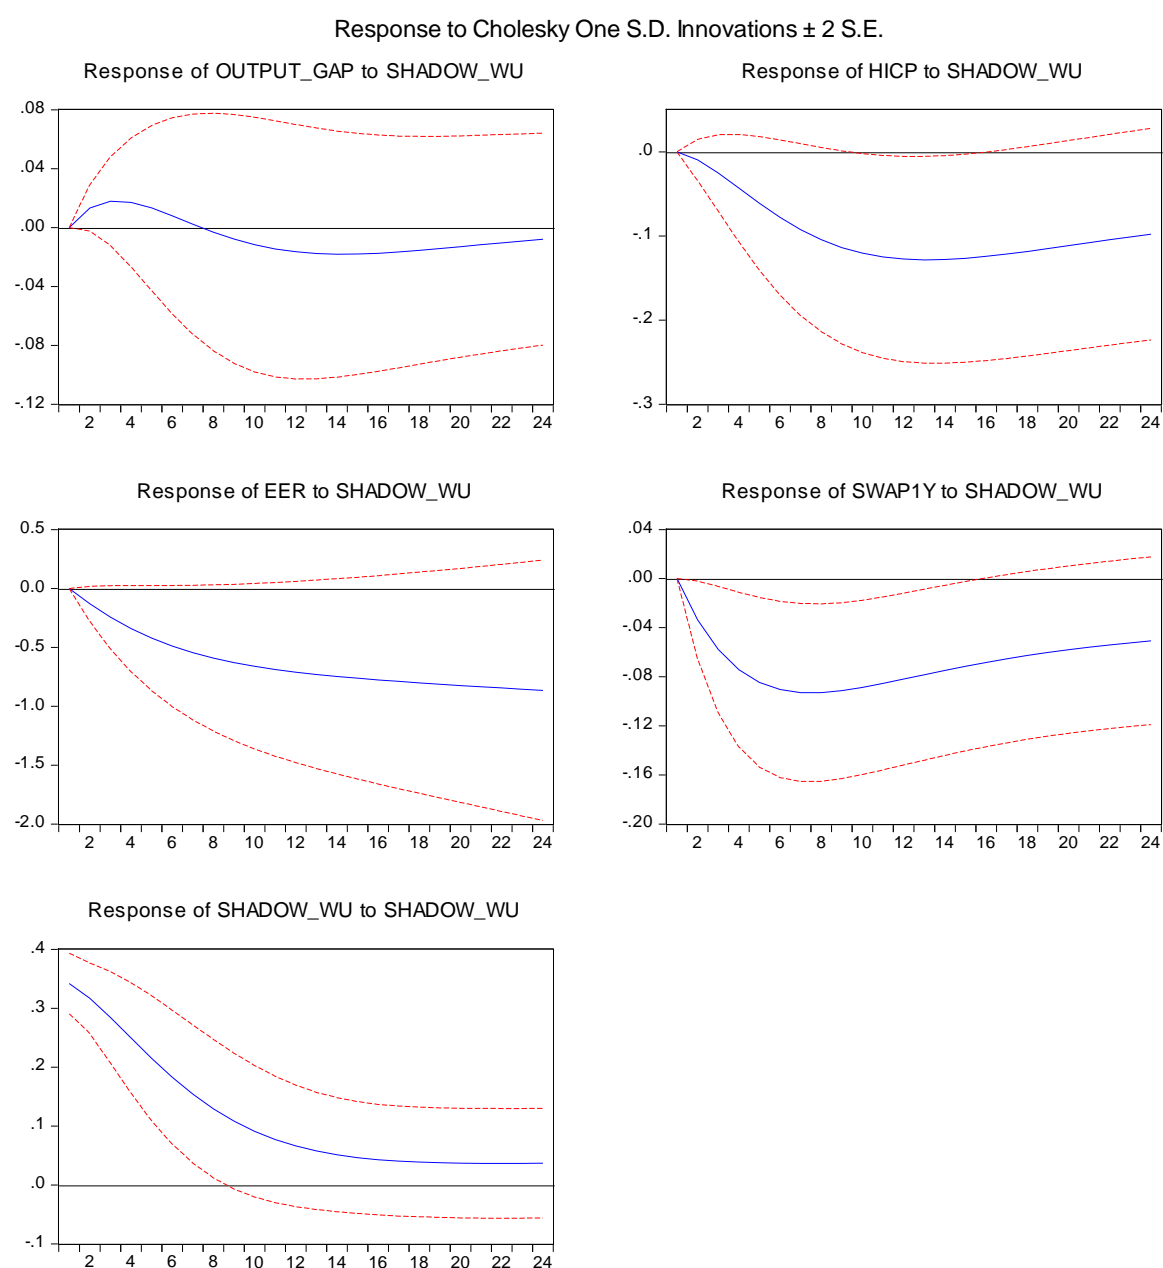 Response to Cholesky One S.D. Innovations ± 2 S.E.
Response of OUTPUT_GAP to SHADOW_WU
.08
.04
.00
-.04
-.08
-.12
2 4 6 8 10 12 14 16 18 20 22 24
Response of HICP to SHADOW_WU
.0
-.1
-.2
-.3
2 4 6 8 10 12 14 16 18 20 22 24
Response of EER to SHADOW_WU
0.5
0.0
-0.5
-1.0
-1.5
-2.0
2 4 6 8 10 12 14 16 18 20 22 24
Response of SWAP1Y to SHADOW_WU
.04
.00
-.04
-.08
-.12
-.16
-.20
2 4 6 8 10 12 14 16 18 20 22 24
Response of SHADOW_WU to SHADOW_WU
.4
.3
.2
.1
.0
-.1
2 4 6 8 10 12 14 16 18 20 22 24